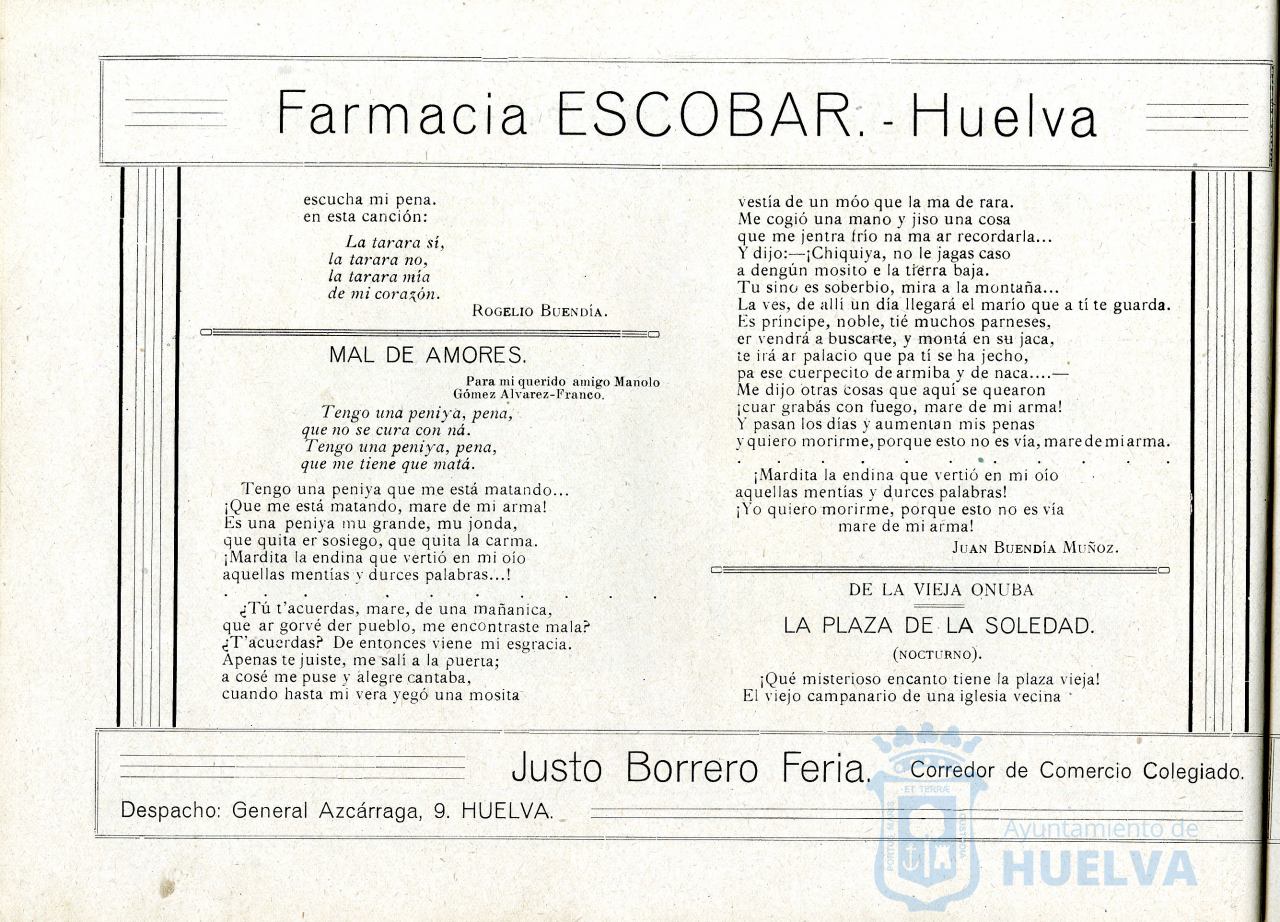 Farmacia ESCOBAR. - Huelva
escucha mi pena.
en esta canción:
La tarara sí,
la tarara no,
la tarara mía
de mi corazón.
ROGELIO BUENDÍA.
MAL DE AMORES.
Para mi querido amigo Manolo
Gómez Alvarez-Franco.
Tengo una peniya, pena,
que no se cura con ná.
Tengo una peniya, pena,
que me tiene que matá.
Tengo una peniya que me está matando...
¡Que me está matando, mare de mi arma!
Es una peniya mu grande, mu jonda,
que quita er sosiego, que quita la carma.
¡Mardita la endina que vertió en mi oío
aquellas mentías y durces palabras...!
. . . . . . . . . .
¿Tú t'acuerdas, mare, de una mañanica,
que ar gorvé der pueblo, me encontraste mala?
¿T'acuerdas? De entonces viene mi esgracia.
Apenas te juiste, me salí a la puerta;
a cosé me puse y alegre cantaba,
cuando hasta mi vera yegó una mosita
vestía de un móo que la ma de rara.
Me cogió una mano y jiso una cosa
que me jentra frío na ma ar recordarla...
Y dijo:—¡Chiquiya, no le jagas caso
a dengún mosito e la tierra baja.
Tu sino es soberbio, mira a la montaña...
La ves, de allí un día llegará el marío que a tí te guarda.
Es príncipe, noble, tié muchos parneses,
er vendrá a buscarte, y montá en su jaca,
te irá ar palacio que pa tí se ha jecho,
pa ese cuerpecito de armiba y de naca....—
Me dijo otras cosas que aquí se quearon
¡cuar grabás con fuego, mare de mi arma!
Y pasan los días y aumentan mis penas
y quiero morirme, porque esto no es vía, mare de mi arma.
. . . . . . . . . .
¡Mardita la endina que vertió en mi oío
aquellas mentías y durces palabras!
¡Yo quiero morirme, porque esto no es vía
mare de mi arma!
JUAN BUENDÍA MUÑOZ.
DE LA VIEJA ONUBA
LA PLAZA DE LA SOLEDAD.
(NOCTURNO).
¡Qué misterioso encanto tiene la plaza vieja!
El viejo campanario de una iglesia vecina
Justo Borrero Feria. Corredor de Comercio Colegiado.
Despacho: General Azcárraga, 9. HUELVA.
PORTUS MARIS ET TERRÆ CUSTODIA
Ayuntamiento de
HUELVA